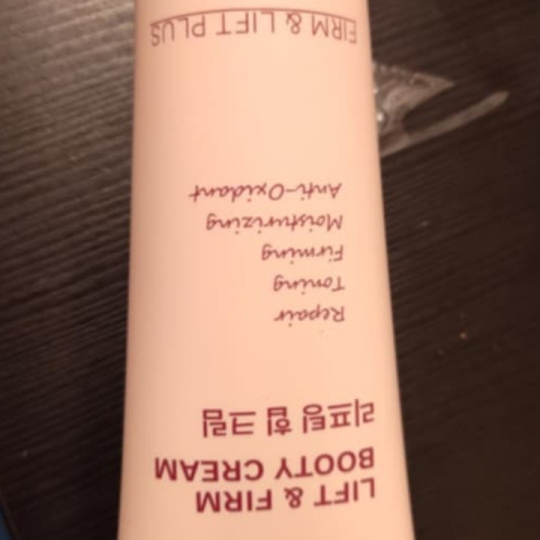 LIFT & FIRM
BOOTY CREAM
리프팅 힙 크림
Repair
Toning
Firming
Moisturizing
Anti-Oxidant
FIRM & LIFT PLUS